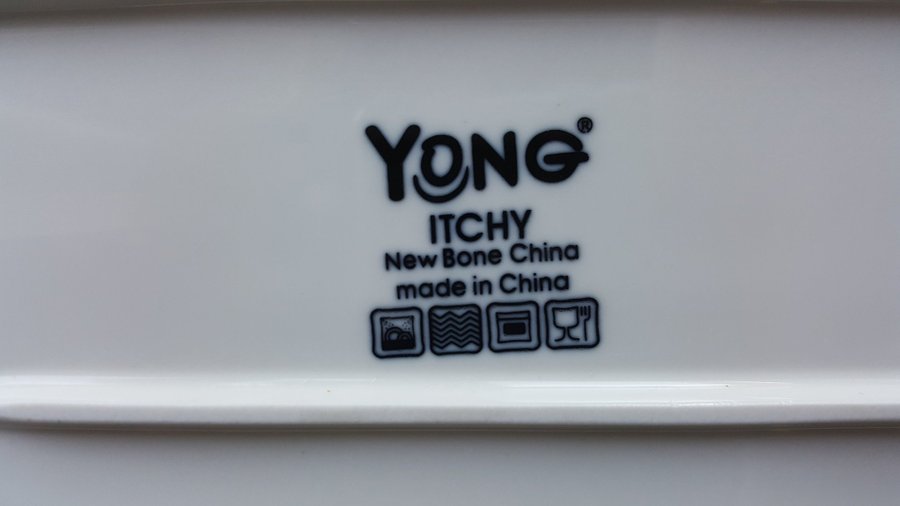 YONG®
ITCHY
New Bone China
made in China